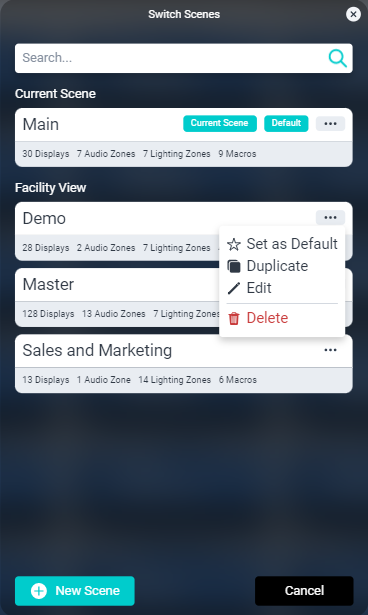 Switch Scenes
Search...
Current Scene
Main Current Scene Default
30 Displays 7 Audio Zones 7 Lighting Zones 9 Macros
Facility View
Demo
28 Displays 2 Audio Zones 7 Lighting Zones
Set as Default
Duplicate
Edit
Delete
Master
128 Displays 13 Audio Zones 7 Lighting Zones
Sales and Marketing
13 Displays 1 Audio Zone 14 Lighting Zones 6 Macros
New Scene Cancel